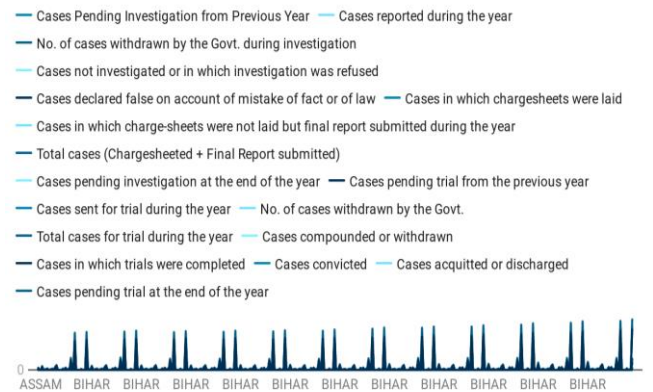 Cases Pending Investigation from Previous Year Cases reported during the year
No. of cases withdrawn by the Govt. during investigation
Cases not investigated or in which investigation was refused
Cases declared false on account of mistake of fact or of law Cases in which chargesheets were laid
Cases in which charge-sheets were not laid but final report submitted during the year
Total cases (Chargesheeted + Final Report submitted)
Cases pending investigation at the end of the year Cases pending trial from the previous year
Cases sent for trial during the year No. of cases withdrawn by the Govt.
Total cases for trial during the year Cases compounded or withdrawn
Cases in which trials were completed Cases convicted Cases acquitted or discharged
Cases pending trial at the end of the year
0
ASSAM BIHAR BIHAR BIHAR BIHAR BIHAR BIHAR BIHAR BIHAR BIHAR BIHAR BIHAR